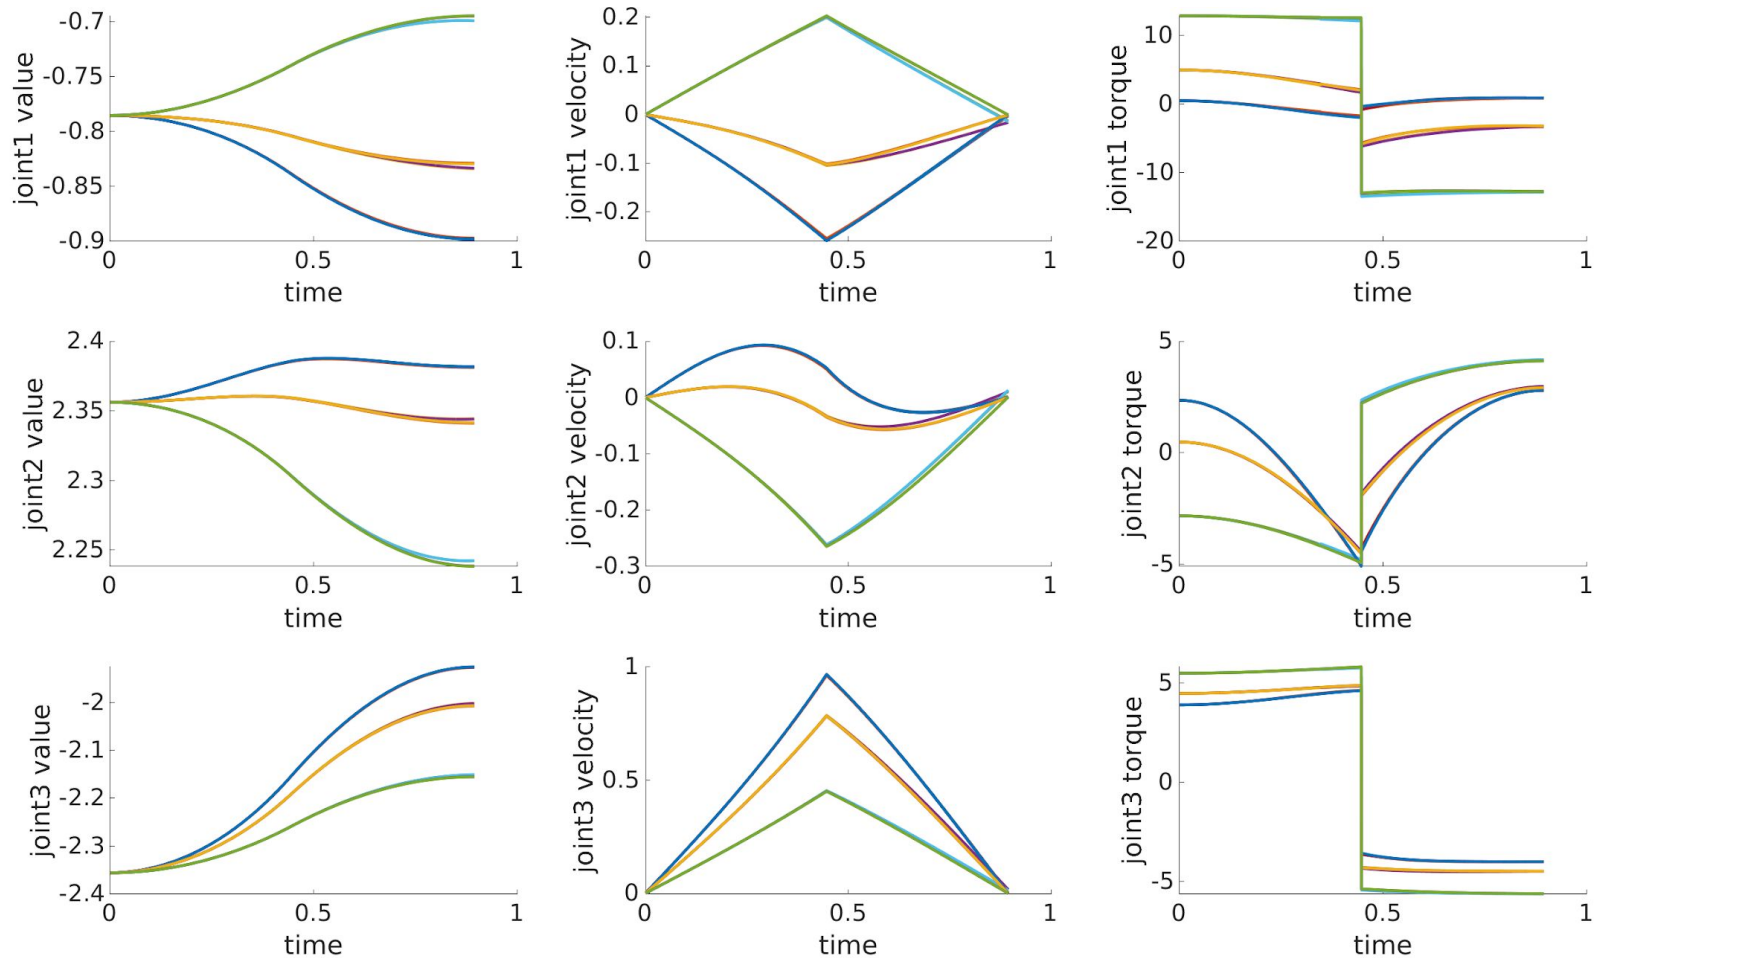 joint1 value
-0.7
-0.75
-0.8
-0.85
-0.9
0 0.5 1
time
joint1 velocity
0.2
0.1
0
-0.1
-0.2
0 0.5 1
time
joint1 torque
10
0
-10
-20
0 0.5 1
time
joint2 value
2.4
2.35
2.3
2.25
0 0.5 1
time
joint2 velocity
0.1
0
-0.1
-0.2
-0.3
0 0.5 1
time
joint2 torque
5
0
-5
0 0.5 1
time
joint3 value
-2
-2.1
-2.2
-2.3
-2.4
0 0.5 1
time
joint3 velocity
1
0.5
0
0 0.5 1
time
joint3 torque
5
0
-5
0 0.5 1
time